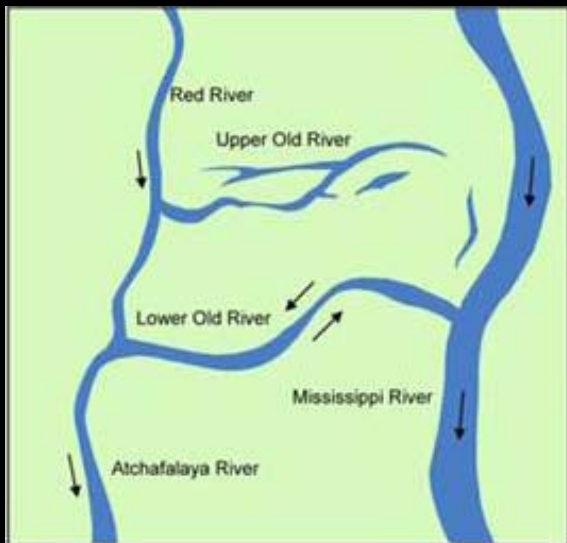 Red River
Upper Old River
Lower Old River
Mississippi River
Atchafalaya River